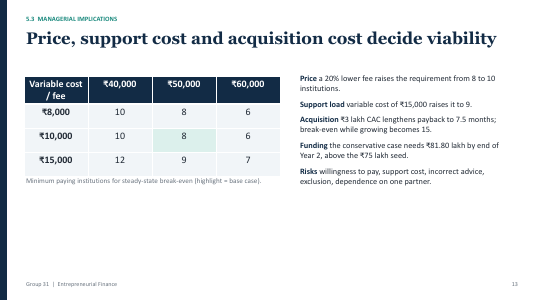 5.3 MANAGERIAL IMPLICATIONS
Price, support cost and acquisition cost decide viability
Variable cost / fee ₹40,000 ₹50,000 ₹60,000
₹8,000 10 8 6
₹10,000 10 8 6
₹15,000 12 9 7
Minimum paying institutions for steady-state break-even (highlight = base case).
Price a 20% lower fee raises the requirement from 8 to 10
institutions.
Support load variable cost of ₹15,000 raises it to 9.
Acquisition ₹3 lakh CAC lengthens payback to 7.5 months;
break-even while growing becomes 15.
Funding the conservative case needs ₹81.80 lakh by end of
Year 2, above the ₹75 lakh seed.
Risks willingness to pay, support cost, incorrect advice,
exclusion, dependence on one partner.
Group 31 | Entrepreneurial Finance
13